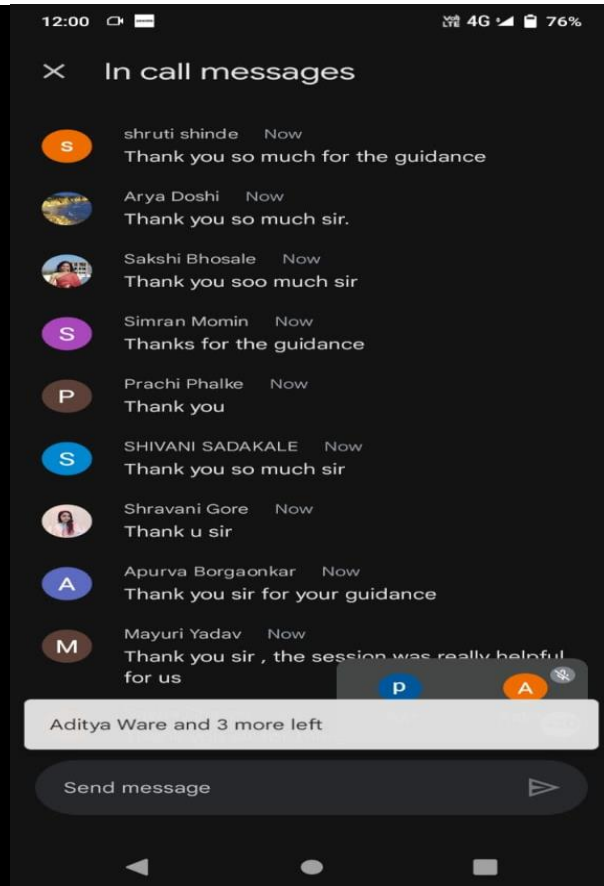 12:00 VoLTE 4G 76%
In call messages
S
shruti shinde Now
Thank you so much for the guidance
Arya Doshi Now
Thank you so much sir.
Sakshi Bhosale Now
Thank you soo much sir
S
Simran Momin Now
Thanks for the guidance
P
Prachi Phalke Now
Thank you
S
SHIVANI SADAKALE Now
Thank you so much sir
Shravani Gore Now
Thank u sir
A
Apurva Borgaonkar Now
Thank you sir for your guidance
M
Mayuri Yadav Now
Thank you sir , the session was really helpful
for us
p A
Aditya Ware and 3 more left
Send message